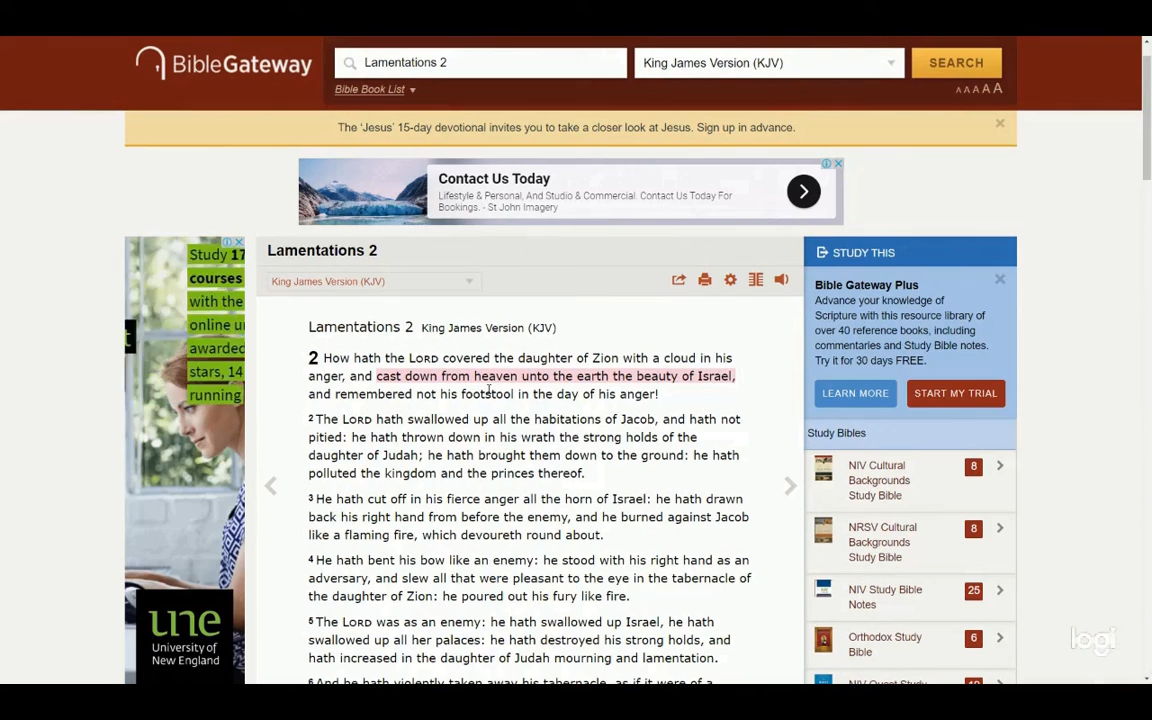 BibleGateway
Lamentations 2
King James Version (KJV)
SEARCH
Bible Book List
A A A A A
The 'Jesus' 15-day devotional invites you to take a closer look at Jesus. Sign up in advance.
Contact Us Today
Lifestyle & Personal, And Studio & Commercial. Contact Us Today For
Bookings. - St John Imagery
Study 17
courses
with the
online u
awarded
stars, 14
running
t
une
University of
New England
Lamentations 2
King James Version (KJV)
Lamentations 2 King James Version (KJV)
2 How hath the LORD covered the daughter of Zion with a cloud in his
anger, and cast down from heaven unto the earth the beauty of Israel,
and remembered not his footstool in the day of his anger!
2 The LORD hath swallowed up all the habitations of Jacob, and hath not
pitied: he hath thrown down in his wrath the strong holds of the
daughter of Judah; he hath brought them down to the ground: he hath
polluted the kingdom and the princes thereof.
3 He hath cut off in his fierce anger all the horn of Israel: he hath drawn
back his right hand from before the enemy, and he burned against Jacob
like a flaming fire, which devoureth round about.
4 He hath bent his bow like an enemy: he stood with his right hand as an
adversary, and slew all that were pleasant to the eye in the tabernacle of
the daughter of Zion: he poured out his fury like fire.
5 The LORD was as an enemy: he hath swallowed up Israel, he hath
swallowed up all her palaces: he hath destroyed his strong holds, and
hath increased in the daughter of Judah mourning and lamentation.
6 And he hath violently taken away his tabernacle, as if it were of a
STUDY THIS
Bible Gateway Plus
Advance your knowledge of
Scripture with this resource library of
over 40 reference books, including
commentaries and Study Bible notes.
Try it for 30 days FREE.
LEARN MORE
START MY TRIAL
Study Bibles
NIV Cultural
Backgrounds
Study Bible
8
NRSV Cultural
Backgrounds
Study Bible
8
NIV Study Bible
Notes
25
Orthodox Study
Bible
6
NIV Quest Study
logi